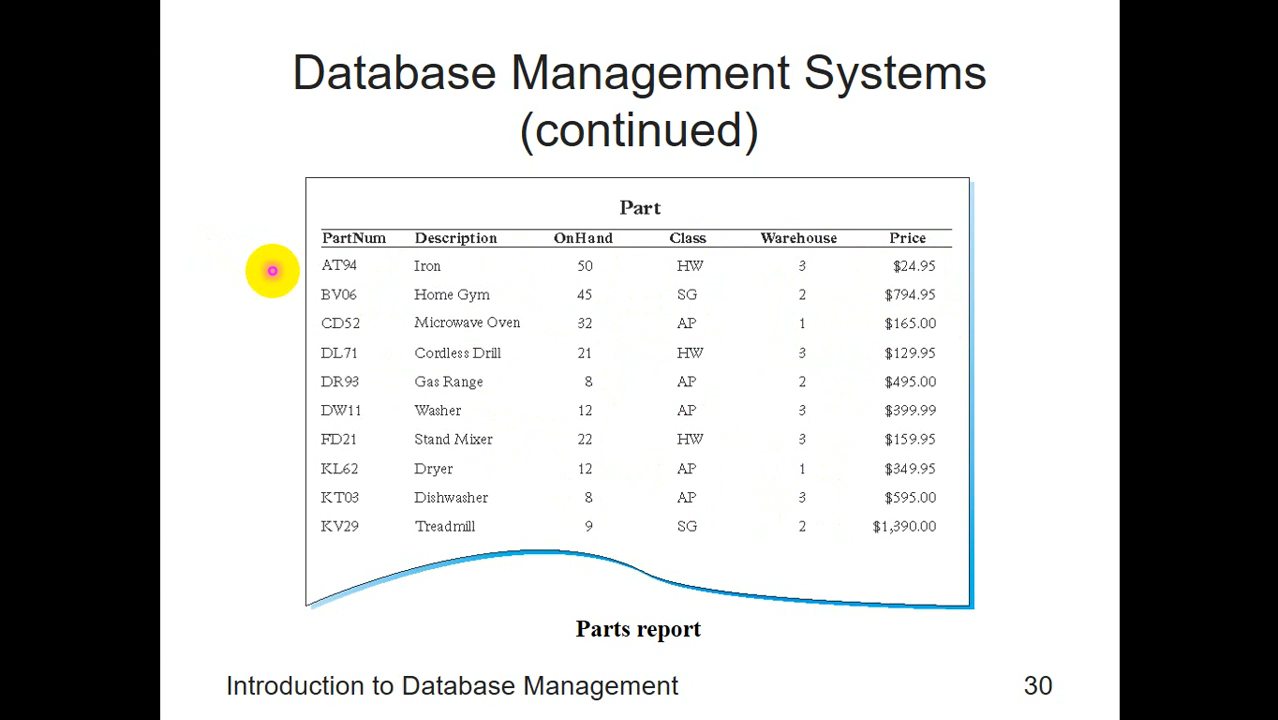 Database Management Systems
(continued)
Part
PartNum Description OnHand Class Warehouse Price
AT94 Iron 50 HW 3 $24.95
BV06 Home Gym 45 SG 2 $794.95
CD52 Microwave Oven 32 AP 1 $165.00
DL71 Cordless Drill 21 HW 3 $129.95
DR93 Gas Range 8 AP 2 $495.00
DW11 Washer 12 AP 3 $399.99
FD21 Stand Mixer 22 HW 3 $159.95
KL62 Dryer 12 AP 1 $349.95
KT03 Dishwasher 8 AP 3 $595.00
KV29 Treadmill 9 SG 2 $1,390.00
Parts report
Introduction to Database Management 30